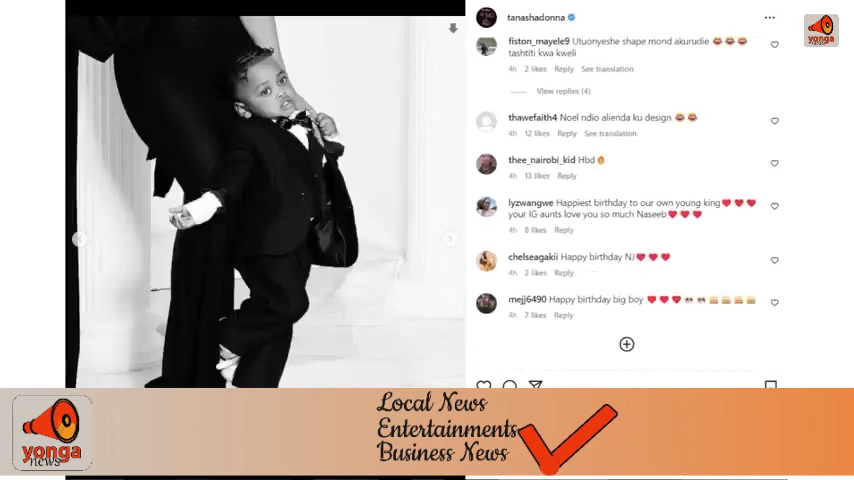 tanashadonna
yonga
news
fiston_mayele9 Utuonyeshe shape mond akurudie 😂😂😂
tashtiti kwa kweli
4h 2 likes Reply See translation
View replies (4)
thawefaith4 Noel ndio alienda ku design 😂😂
4h 12 likes Reply See translation
thee_nairobi_kid Hbd🔥
4h 13 likes Reply
lyzwangwe Happiest birthday to our own young king❤❤❤
your IG aunts love you so much Naseeb❤❤❤
4h 8 likes Reply
chelseagakii Happy birthday NJ❤❤❤
4h 2 likes Reply
mejj6490 Happy birthday big boy ❤❤❤
4h 7 likes Reply
Local News
Entertainments
Business News
yonga
news